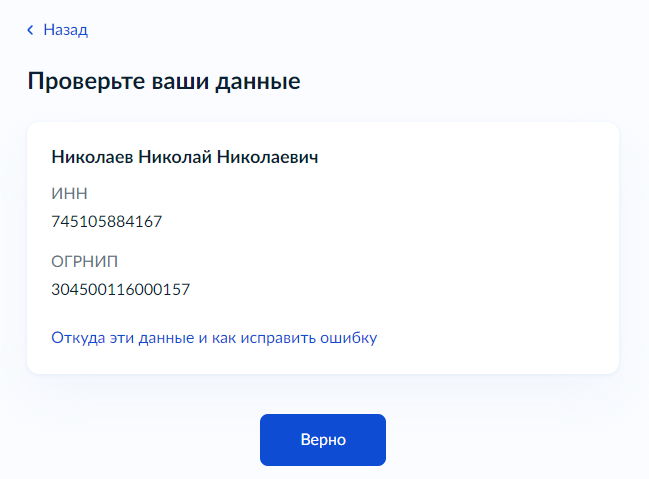 Назад
Проверьте ваши данные
Николаев Николай Николаевич
ИНН
745105884167
ОГРНИП
304500116000157
Откуда эти данные и как исправить ошибку
Верно